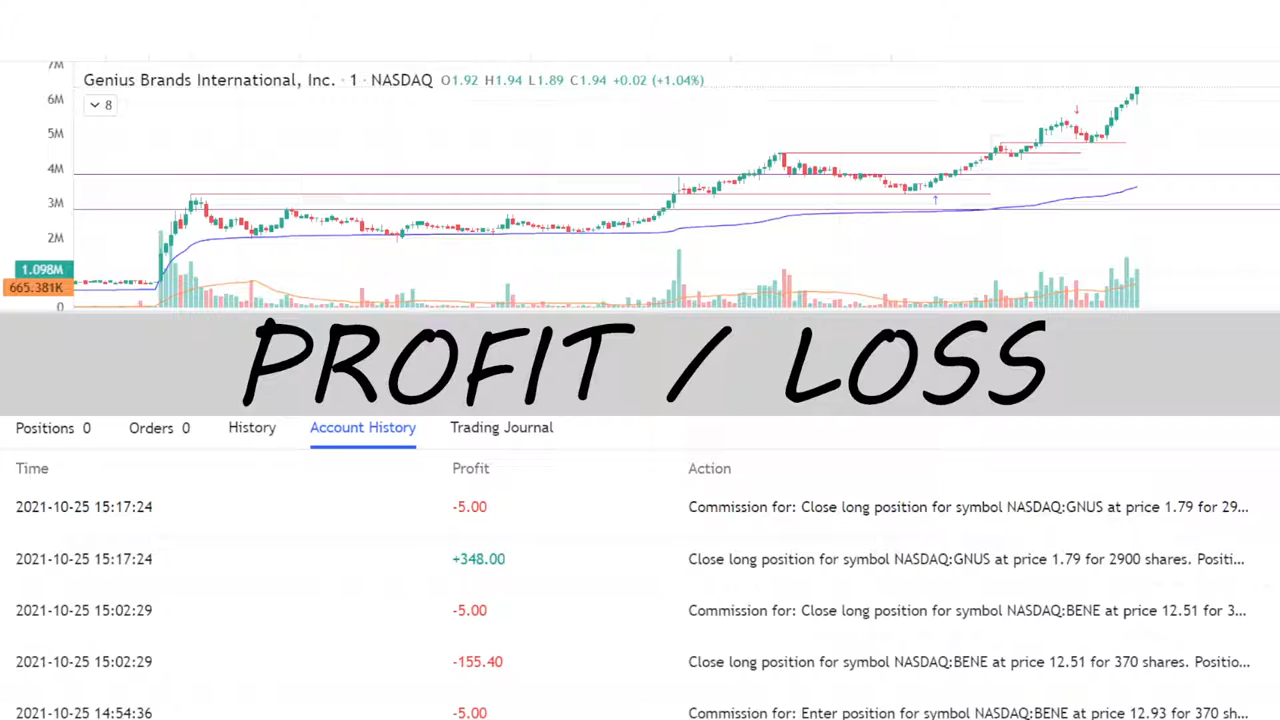 7M
Genius Brands International, Inc. · 1 · NASDAQ O1.92 H1.94 L1.89 C1.94 +0.02 (+1.04%)
6M
8
5M
4M
3M
2M
1.098M
665.381K
0
PROFIT / LOSS
Positions 0 Orders 0 History Account History Trading Journal
Time Profit Action
2021-10-25 15:17:24 -5.00 Commission for: Close long position for symbol NASDAQ:GNUS at price 1.79 for 29...
2021-10-25 15:17:24 +348.00 Close long position for symbol NASDAQ:GNUS at price 1.79 for 2900 shares. Positi...
2021-10-25 15:02:29 -5.00 Commission for: Close long position for symbol NASDAQ:BENE at price 12.51 for 3...
2021-10-25 15:02:29 -155.40 Close long position for symbol NASDAQ:BENE at price 12.51 for 370 shares. Positio...
2021-10-25 14:54:36 -5.00 Commission for: Enter position for symbol NASDAQ:BENE at price 12.93 for 370 sh...